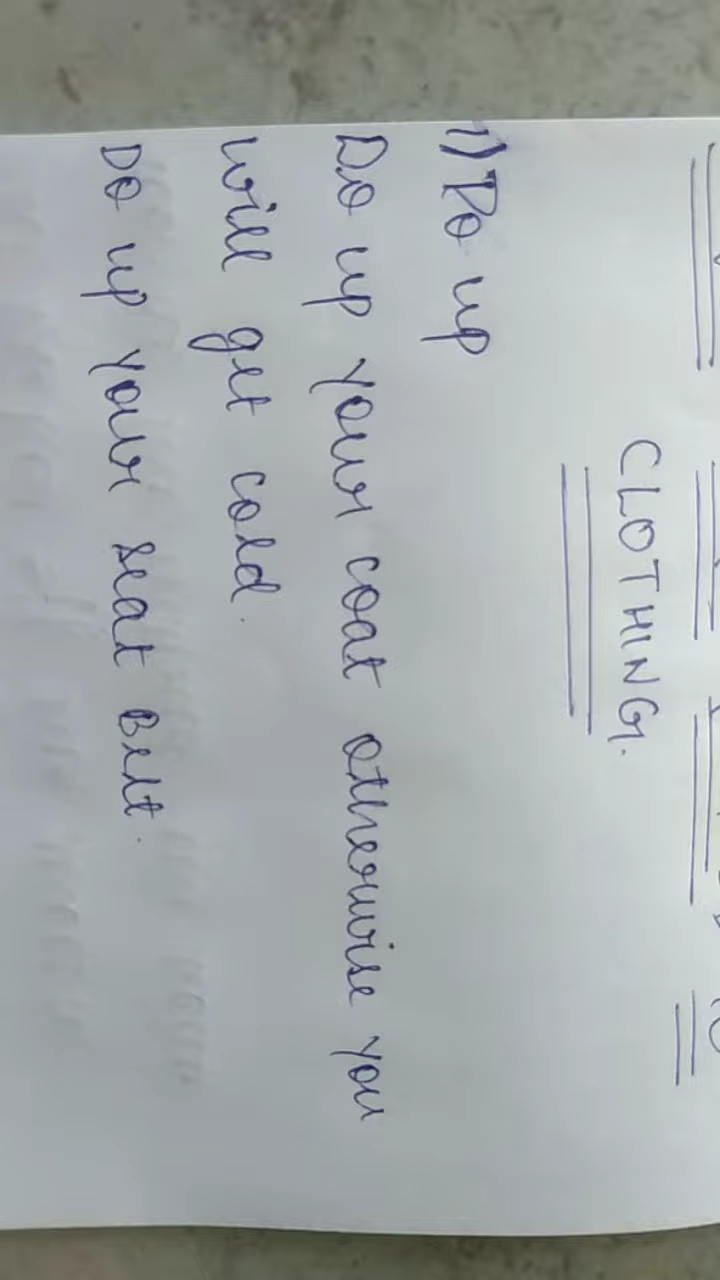 CLOTHING.
1) Do up
Do up your coat otherwise you
will get cold.
Do up your seat Belt.